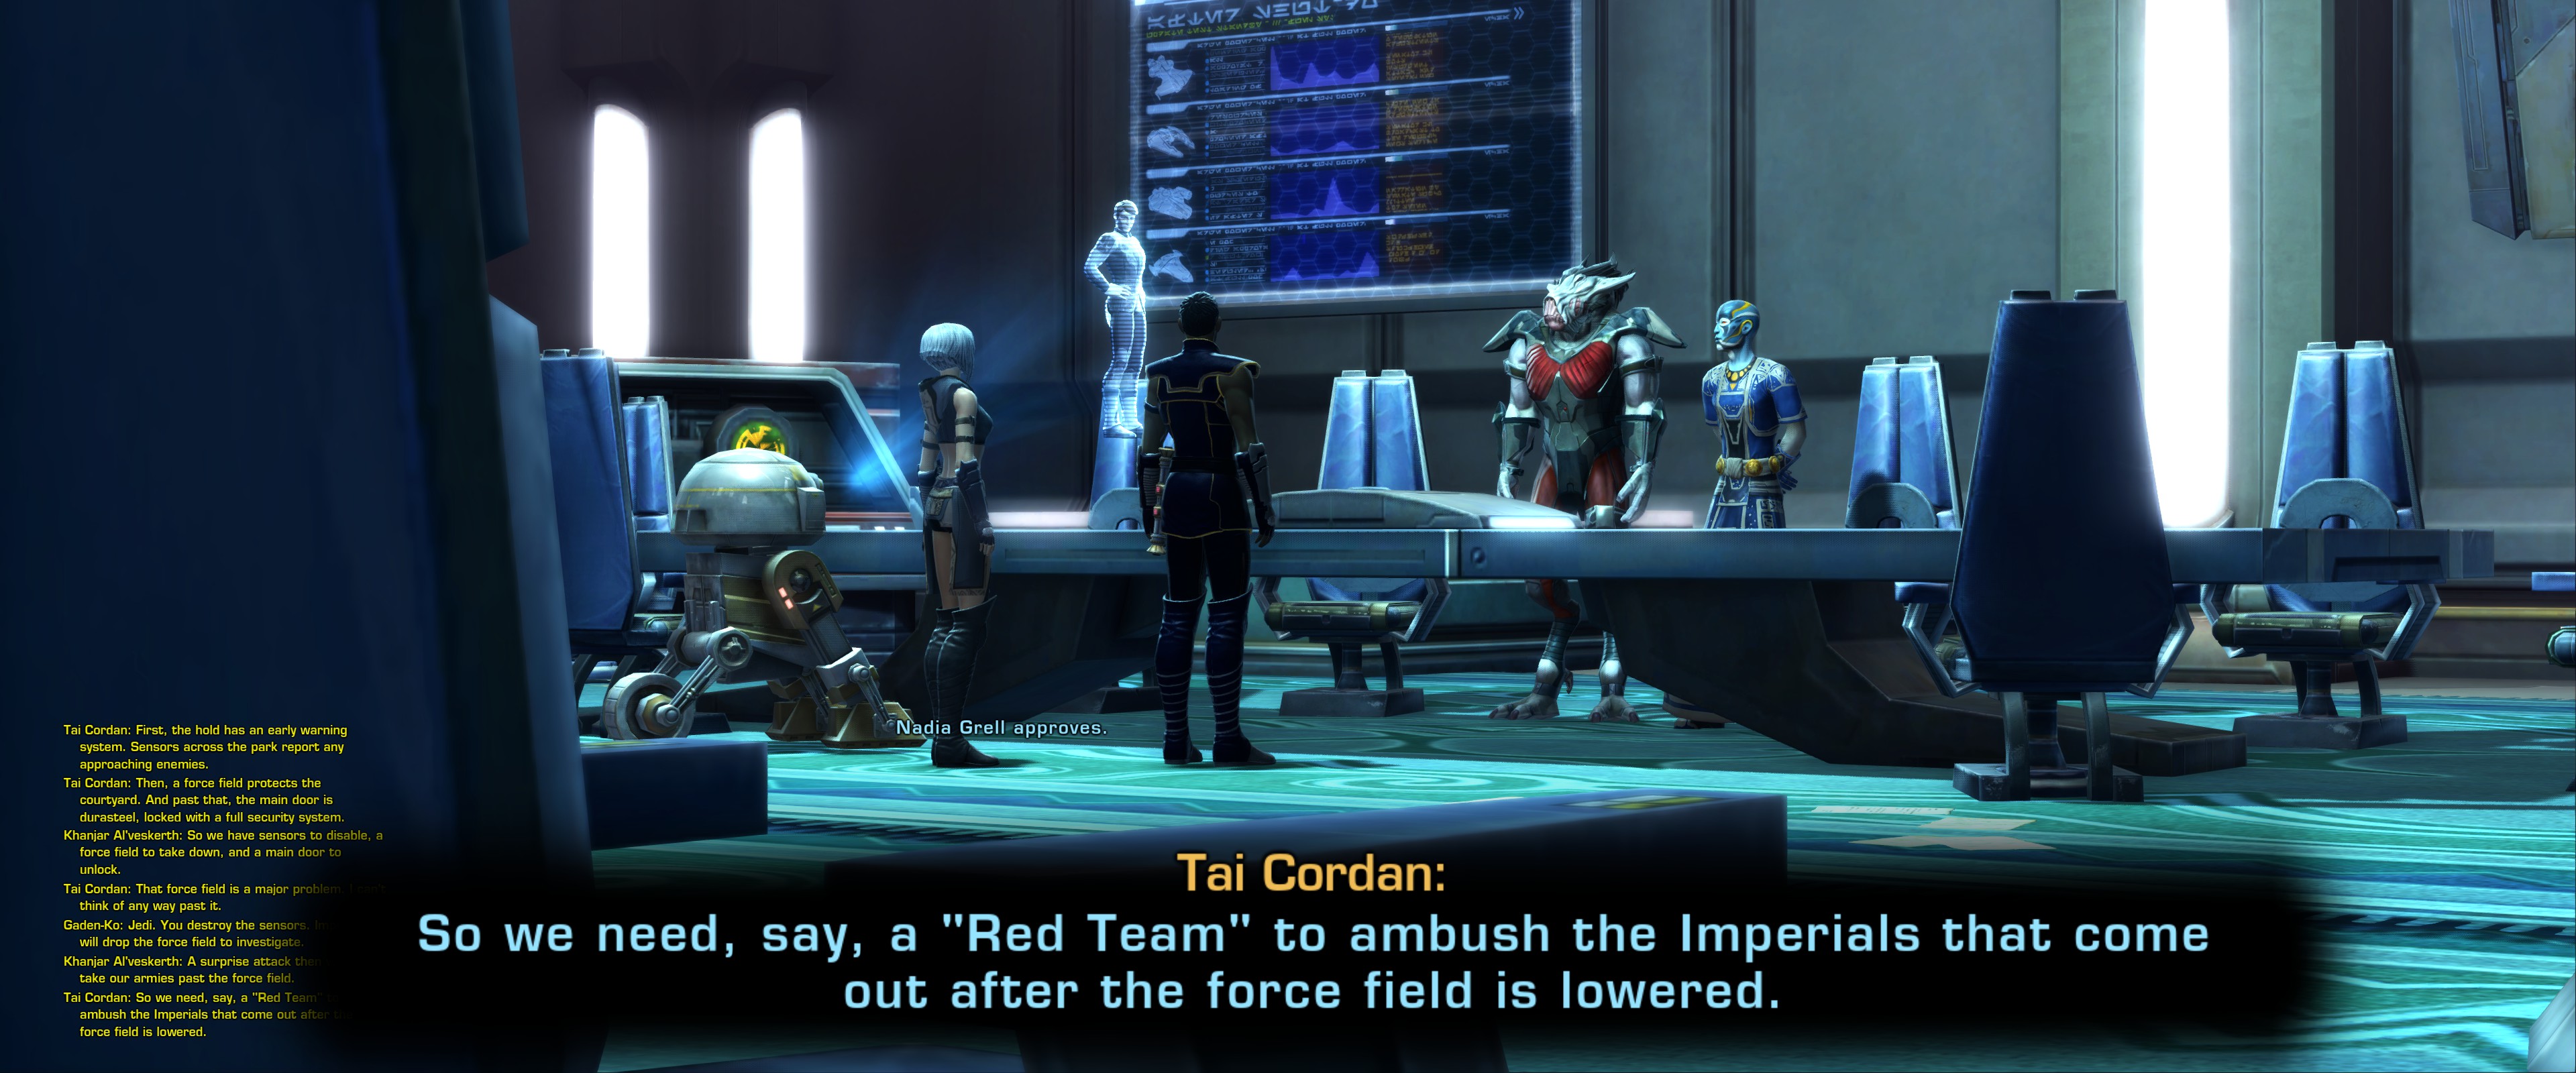 Tai Cordan: First, the hold has an early warning
system. Sensors across the park report any
approaching enemies.
Tai Cordan: Then, a force field protects the
courtyard. And past that, the main door is
durasteel, locked with a full security system.
Khanjar Al'veskerth: So we have sensors to disable, a
force field to take down, and a main door to
unlock.
Tai Cordan: That force field is a major problem. I can't
think of any way past it.
Gaden-Ko: Jedi. You destroy the sensors.
will drop the force field to investigate.
Khanjar Al'veskerth: A surprise attack then
take our armies past the force field.
Tai Cordan: So we need, say, a "Red Team"
ambush the Imperials that come out after
force field is lowered.
Nadia Grell approves.
Tai Cordan:
So we need, say, a "Red Team" to ambush the Imperials that come
out after the force field is lowered.